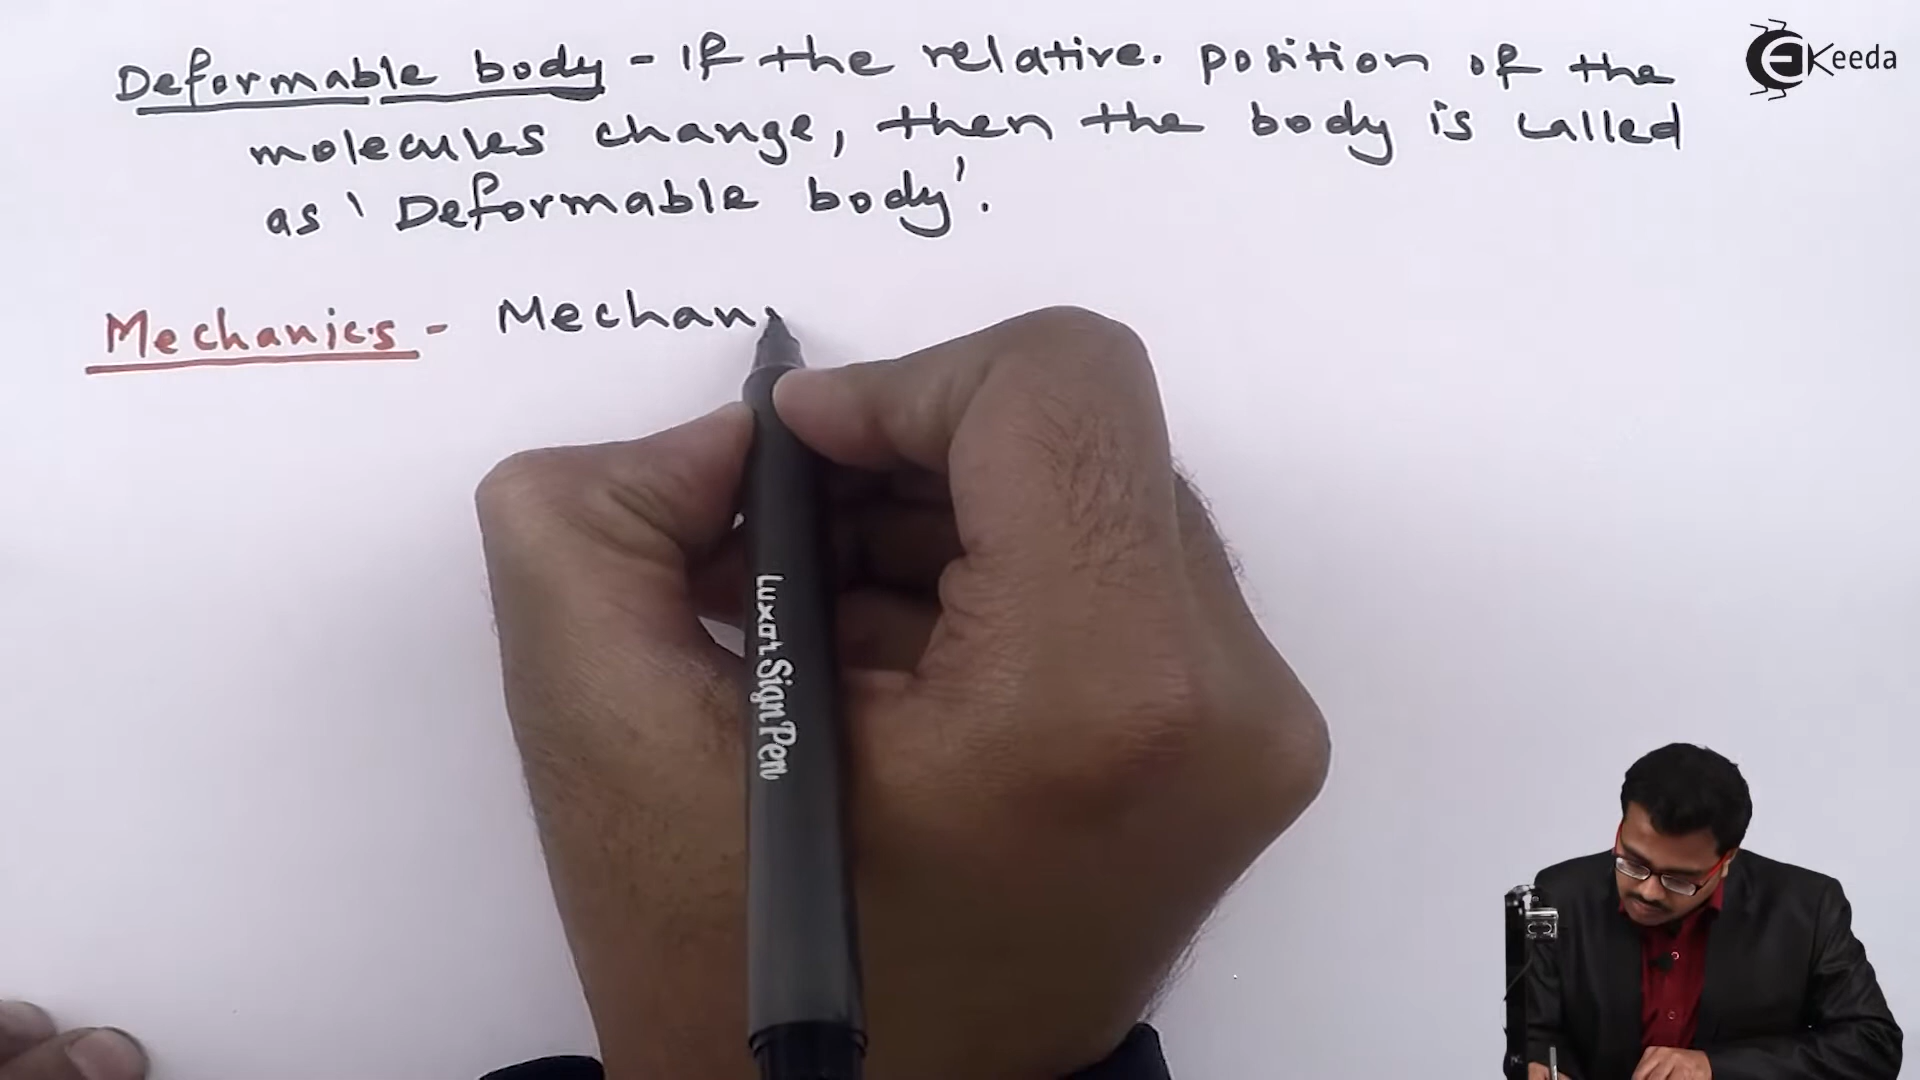 Deformable body - If the relative. position of the
molecules change, then the body is called
as 'Deformable body'.
Mechanics - Mechan
Luxor Sign Pen
Keeda